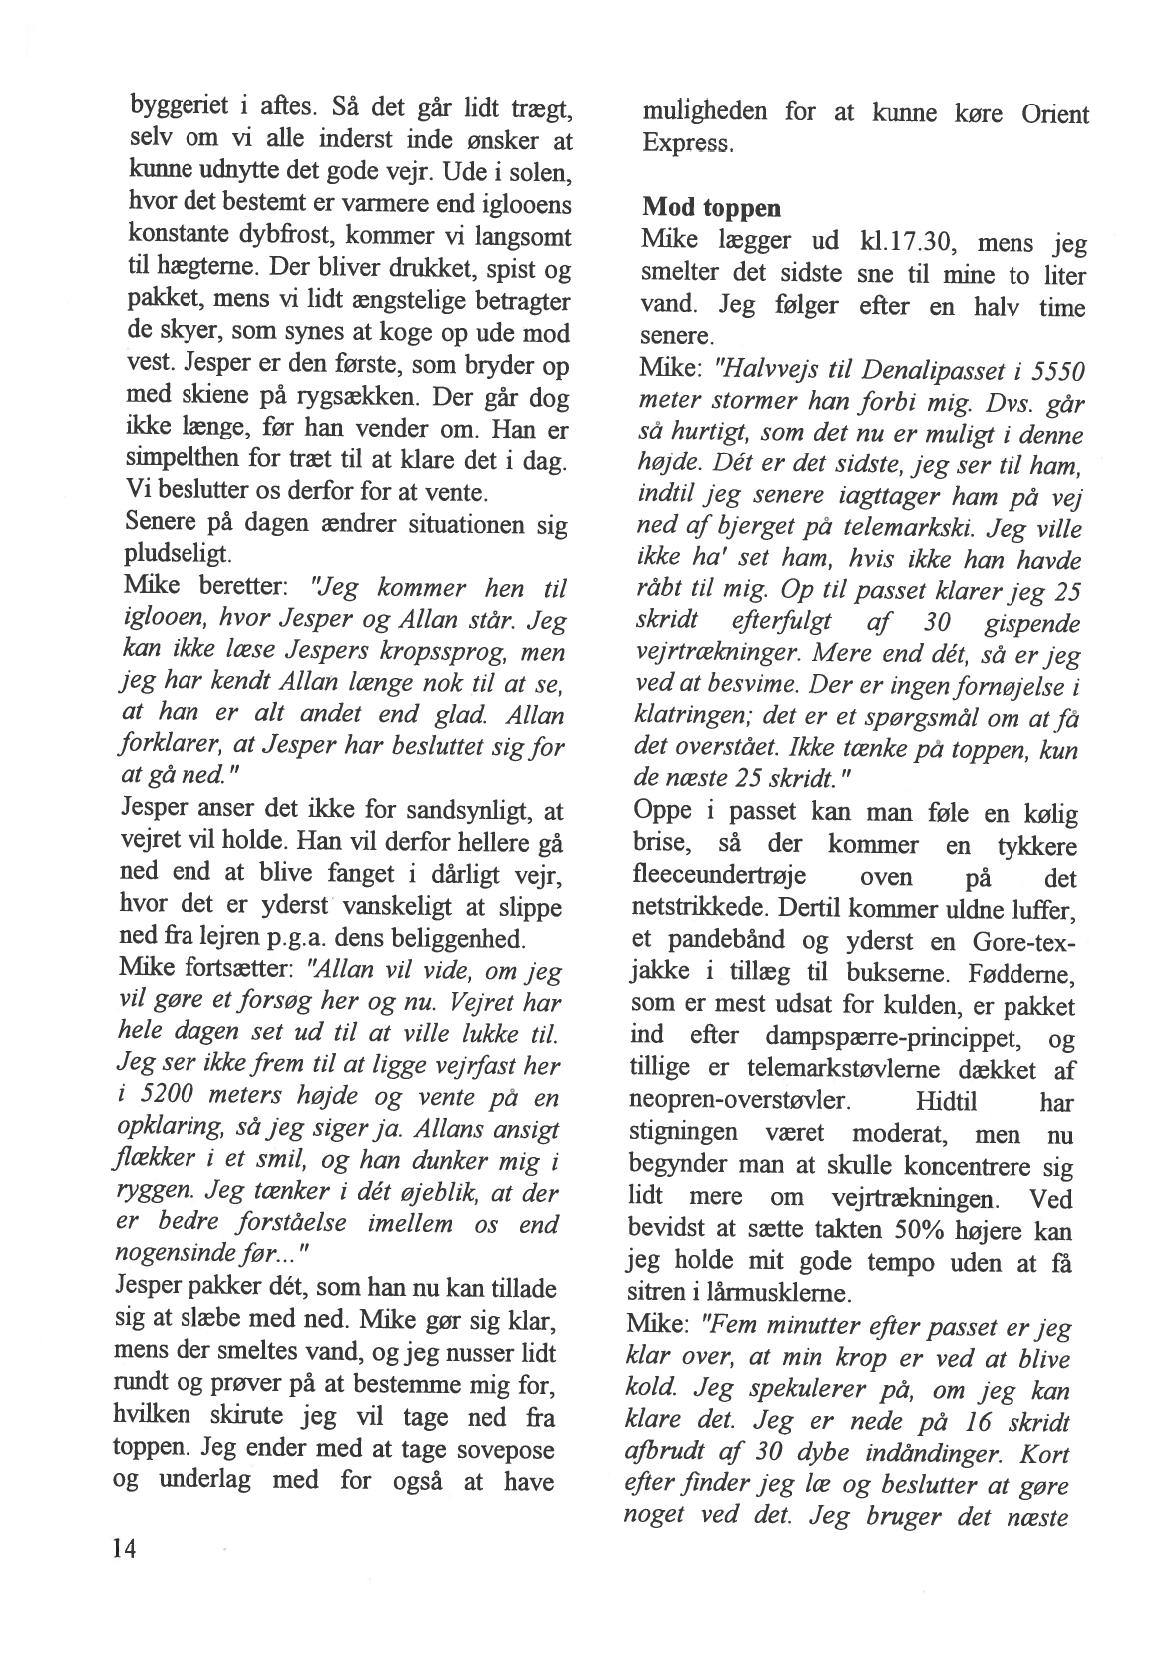 byggeriet i aftes. Så det går lidt trægt,
selv om vi alle inderst inde ønsker at
kunne udnytte det gode vejr. Ude i solen,
hvor det bestemt er varmere end iglooens
konstante dybfrost, kommer vi langsomt
til hægterne. Der bliver drukket, spist og
pakket, mens vi lidt ængstelige betragter
de skyer, som synes at koge op ude mod
vest. Jesper er den første, som bryder op
med skiene på rygsækken. Der går dog
ikke længe, før han vender om. Han er
simpelthen for træt til at klare det i dag.
Vi beslutter os derfor for at vente.
Senere på dagen ændrer situationen sig
pludseligt.
Mike beretter: "Jeg kommer hen til
iglooen, hvor Jesper og Allan står. Jeg
kan ikke læse Jespers kropssprog, men
jeg har kendt Allan længe nok til at se,
at han er alt andet end glad. Allan
forklarer, at Jesper har besluttet sig for
at gå ned."
Jesper anser det ikke for sandsynligt, at
vejret vil holde. Han vil derfor hellere gå
ned end at blive fanget i dårligt vejr,
hvor det er yderst vanskeligt at slippe
ned fra lejren p.g.a. dens beliggenhed.
Mike fortsætter: "Allan vil vide, om jeg
vil gøre et forsøg her og nu. Vejret har
hele dagen set ud til at ville lukke til.
Jeg ser ikke frem til at ligge vejrfast her
i 5200 meters højde og vente på en
opklaring, så jeg siger ja. Allans ansigt
flækker i et smil, og han dunker mig i
ryggen. Jeg tænker i dét øjeblik, at der
er bedre forståelse imellem os end
nogensinde før..."
Jesper pakker dét, som han nu kan tillade
sig at slæbe med ned. Mike gør sig klar,
mens der smeltes vand, og jeg nusser lidt
rundt og prøver på at bestemme mig for,
hvilken skirute jeg vil tage ned fra
toppen. Jeg ender med at tage sovepose
og underlag med for også at have
14
muligheden for at kunne køre Orient
Express.
Mod toppen
Mike lægger ud kl.17.30, mens jeg
smelter det sidste sne til mine to liter
vand. Jeg følger efter en halv time
senere.
Mike: "Halvvejs til Denalipasset i 5550
meter stormer han forbi mig. Dvs. går
så hurtigt, som det nu er muligt i denne
højde. Dét er det sidste, jeg ser til ham,
indtil jeg senere iagttager ham på vej
ned af bjerget på telemarkski. Jeg ville
ikke ha' set ham, hvis ikke han havde
råbt til mig. Op til passet klarer jeg 25
skridt efterfulgt af 30 gispende
vejrtrækninger. Mere end dét, så er jeg
ved at besvime. Der er ingen fornøjelse i
klatringen; det er et spørgsmål om at få
det overstået. Ikke tænke på toppen, kun
de næste 25 skridt."
Oppe i passet kan man føle en kølig
brise, så der kommer en tykkere
fleeceundertrøje oven på det
netstrikkede. Dertil kommer uldne luffer,
et pandebånd og yderst en Gore-tex-
jakke i tillæg til bukserne. Fødderne,
som er mest udsat for kulden, er pakket
ind efter dampspærre-princippet, og
tillige er telemarkstøvlerne dækket af
neopren-overstøvler. Hidtil har
stigningen været moderat, men nu
begynder man at skulle koncentrere sig
lidt mere om vejrtrækningen. Ved
bevidst at sætte takten 50% højere kan
jeg holde mit gode tempo uden at få
sitren i lårmusklerne.
Mike: "Fem minutter efter passet er jeg
klar over, at min krop er ved at blive
kold. Jeg spekulerer på, om jeg kan
klare det. Jeg er nede på 16 skridt
afbrudt af 30 dybe indåndinger. Kort
efter finder jeg læ og beslutter at gøre
noget ved det. Jeg bruger det næste